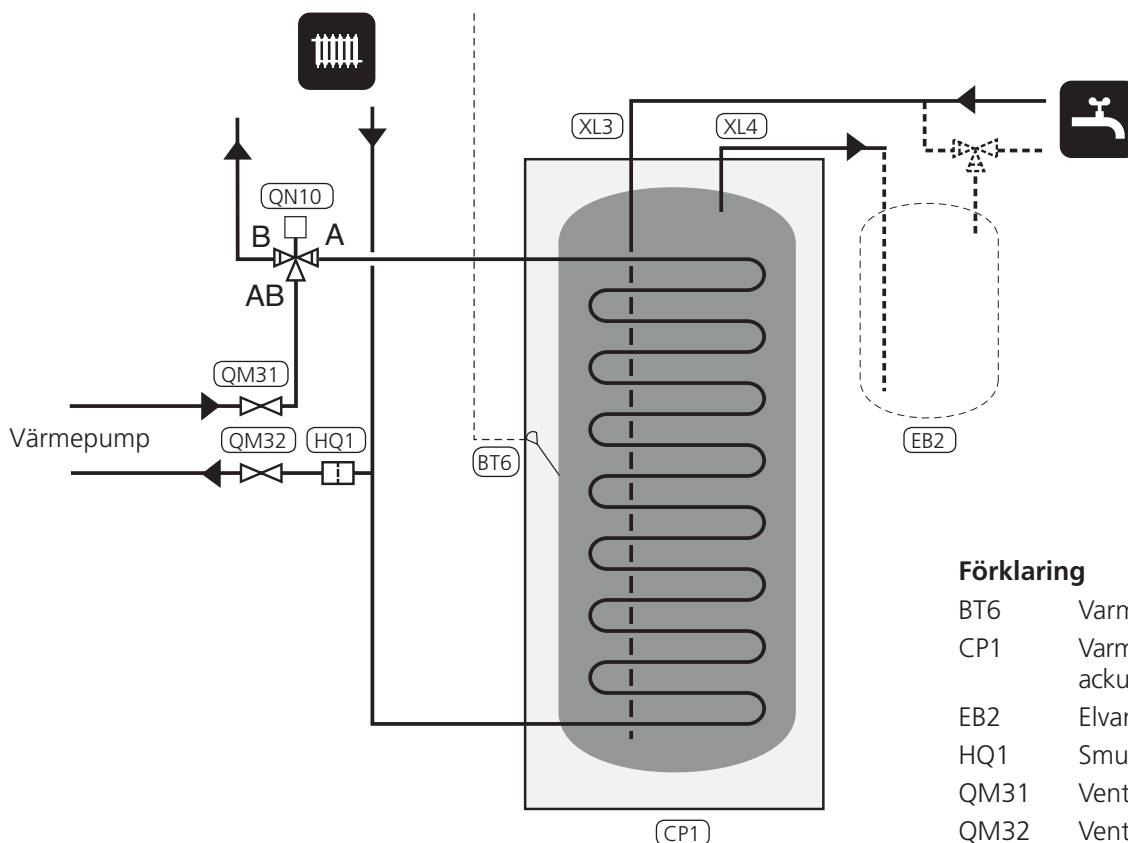 XL3
XL4
QN10
B
A
AB
QM31
Värmepump
QM32
HQ1
BT6
EB2
CP1
Förklaring
BT6
CP1
EB2
HQ1
QM31
QM32